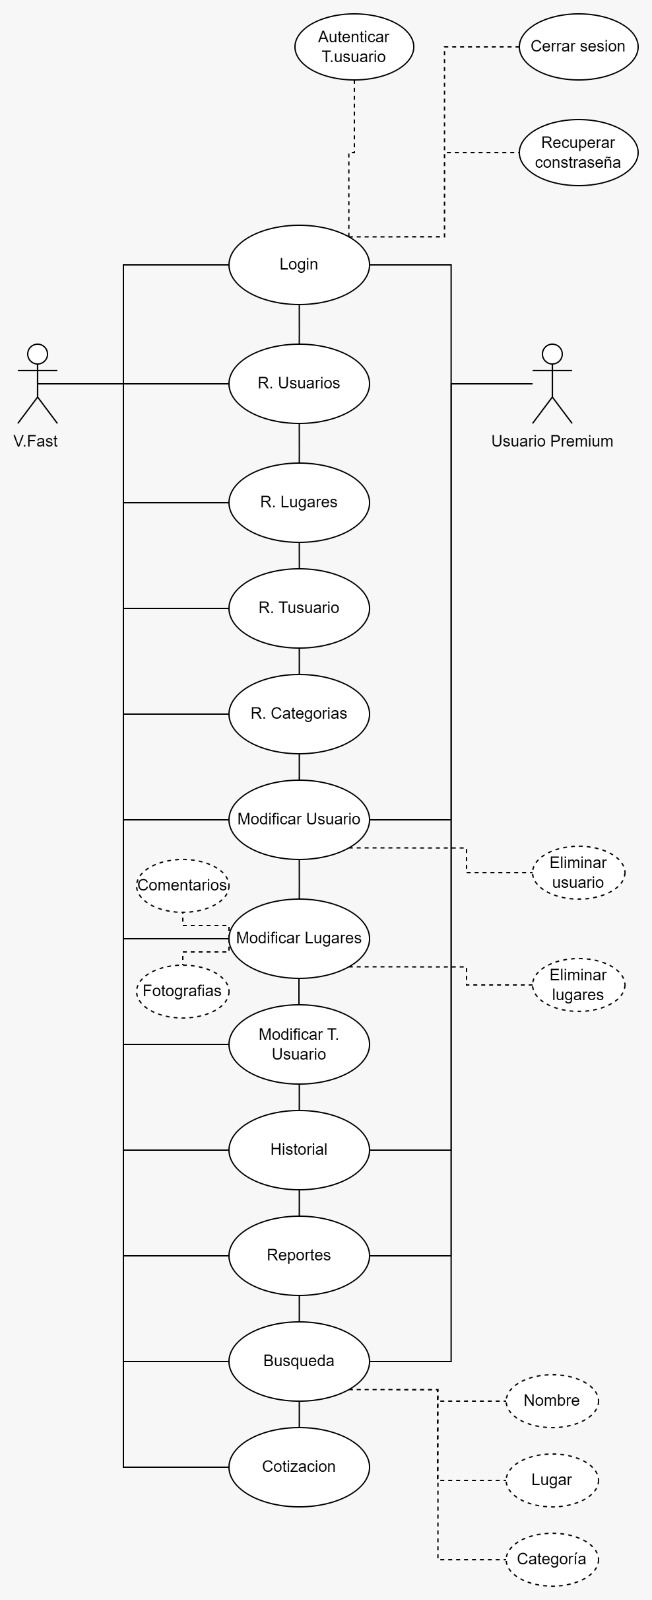 Autenticar
T.usuario
Cerrar sesion
Recuperar
constraseña
Login
V.Fast
R. Usuarios
Usuario Premium
R. Lugares
R. Tusuario
R. Categorias
Modificar Usuario
Eliminar
usuario
Comentarios
Modificar Lugares
Fotografias
Eliminar
lugares
Modificar T.
Usuario
Historial
Reportes
Busqueda
Nombre
Cotizacion
Lugar
Categoría